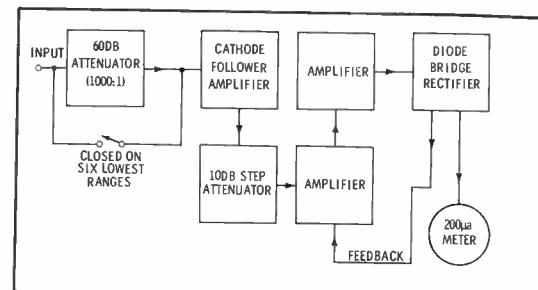 INPUT
60DB
ATTENUATOR
(1000:1)
CLOSED ON
SIX LOWEST
RANGES
CATHODE
FOLLOWER
AMPLIFIER
10DB STEP
ATTENUATOR
AMPLIFIER
AMPLIFIER
DIODE
BRIDGE
RECTIFIER
FEEDBACK
200µa
METER